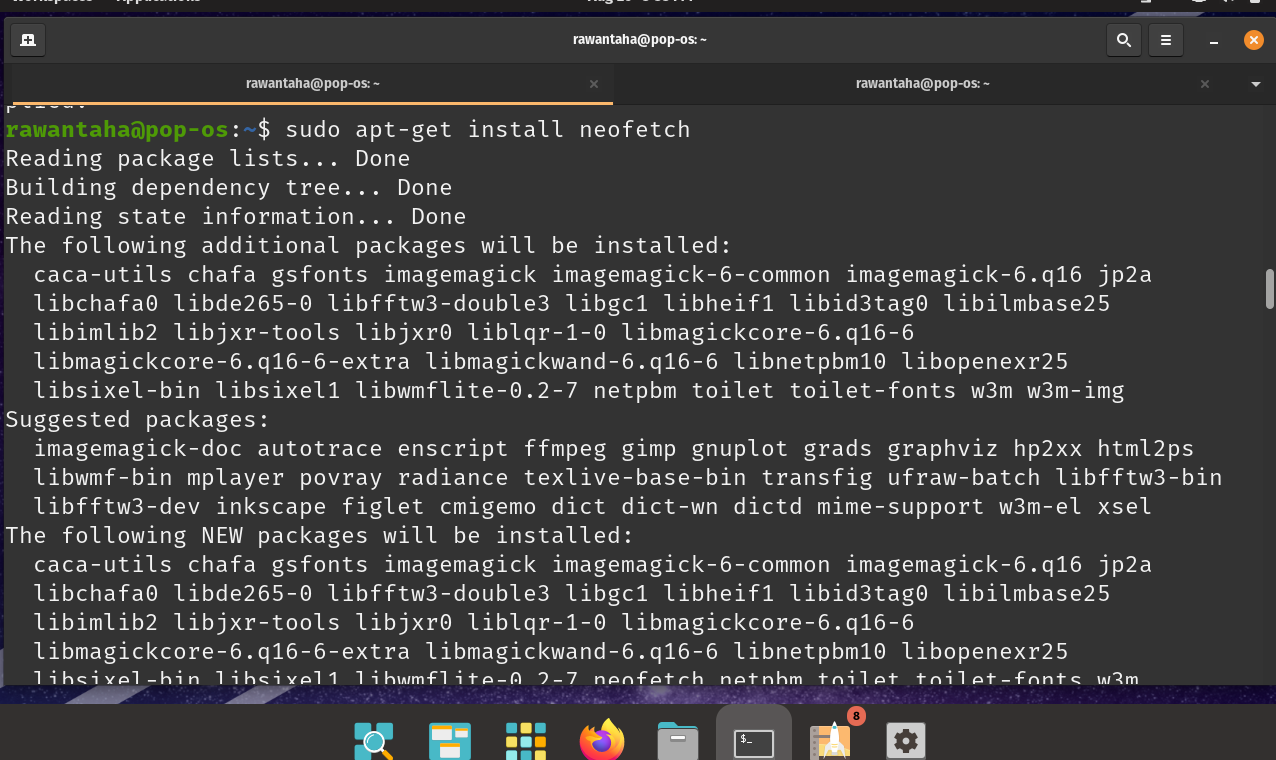 Workspaces Applications
rawantaha@pop-os: ~
rawantaha@pop-os: ~
rawantaha@pop-os: ~
rawantaha@pop-os:~$ sudo apt-get install neofetch
Reading package lists... Done
Building dependency tree... Done
Reading state information... Done
The following additional packages will be installed:
caca-utils chafa gsfonts imagemagick imagemagick-6-common imagemagick-6.q16 jp2a
libchafa0 libde265-0 libfftw3-double3 libgc1 libheif1 libid3tag0 libilmbase25
libimlib2 libjxr-tools libjxr0 liblqr-1-0 libmagickcore-6.q16-6
libmagickcore-6.q16-6-extra libmagickwand-6.q16-6 libnetpbm10 libopenexr25
libsixel-bin libsixel1 libwmflite-0.2-7 netpbm toilet toilet-fonts w3m w3m-img
Suggested packages:
imagemagick-doc autotrace enscript ffmpeg gimp gnuplot grads graphviz hp2xx html2ps
libwmf-bin mplayer povray radiance texlive-base-bin transfig ufraw-batch libfftw3-bin
libfftw3-dev inkscape figlet cmigemo dict dict-wn dictd mime-support w3m-el xsel
The following NEW packages will be installed:
caca-utils chafa gsfonts imagemagick imagemagick-6-common imagemagick-6.q16 jp2a
libchafa0 libde265-0 libfftw3-double3 libgc1 libheif1 libid3tag0 libilmbase25
libimlib2 libjxr-tools libjxr0 liblqr-1-0 libmagickcore-6.q16-6
libmagickcore-6.q16-6-extra libmagickwand-6.q16-6 libnetpbm10 libopenexr25
libsixel-bin libsixel1 libwmflite-0.2-7 neofetch netpbm toilet toilet-fonts w3m
$_
8